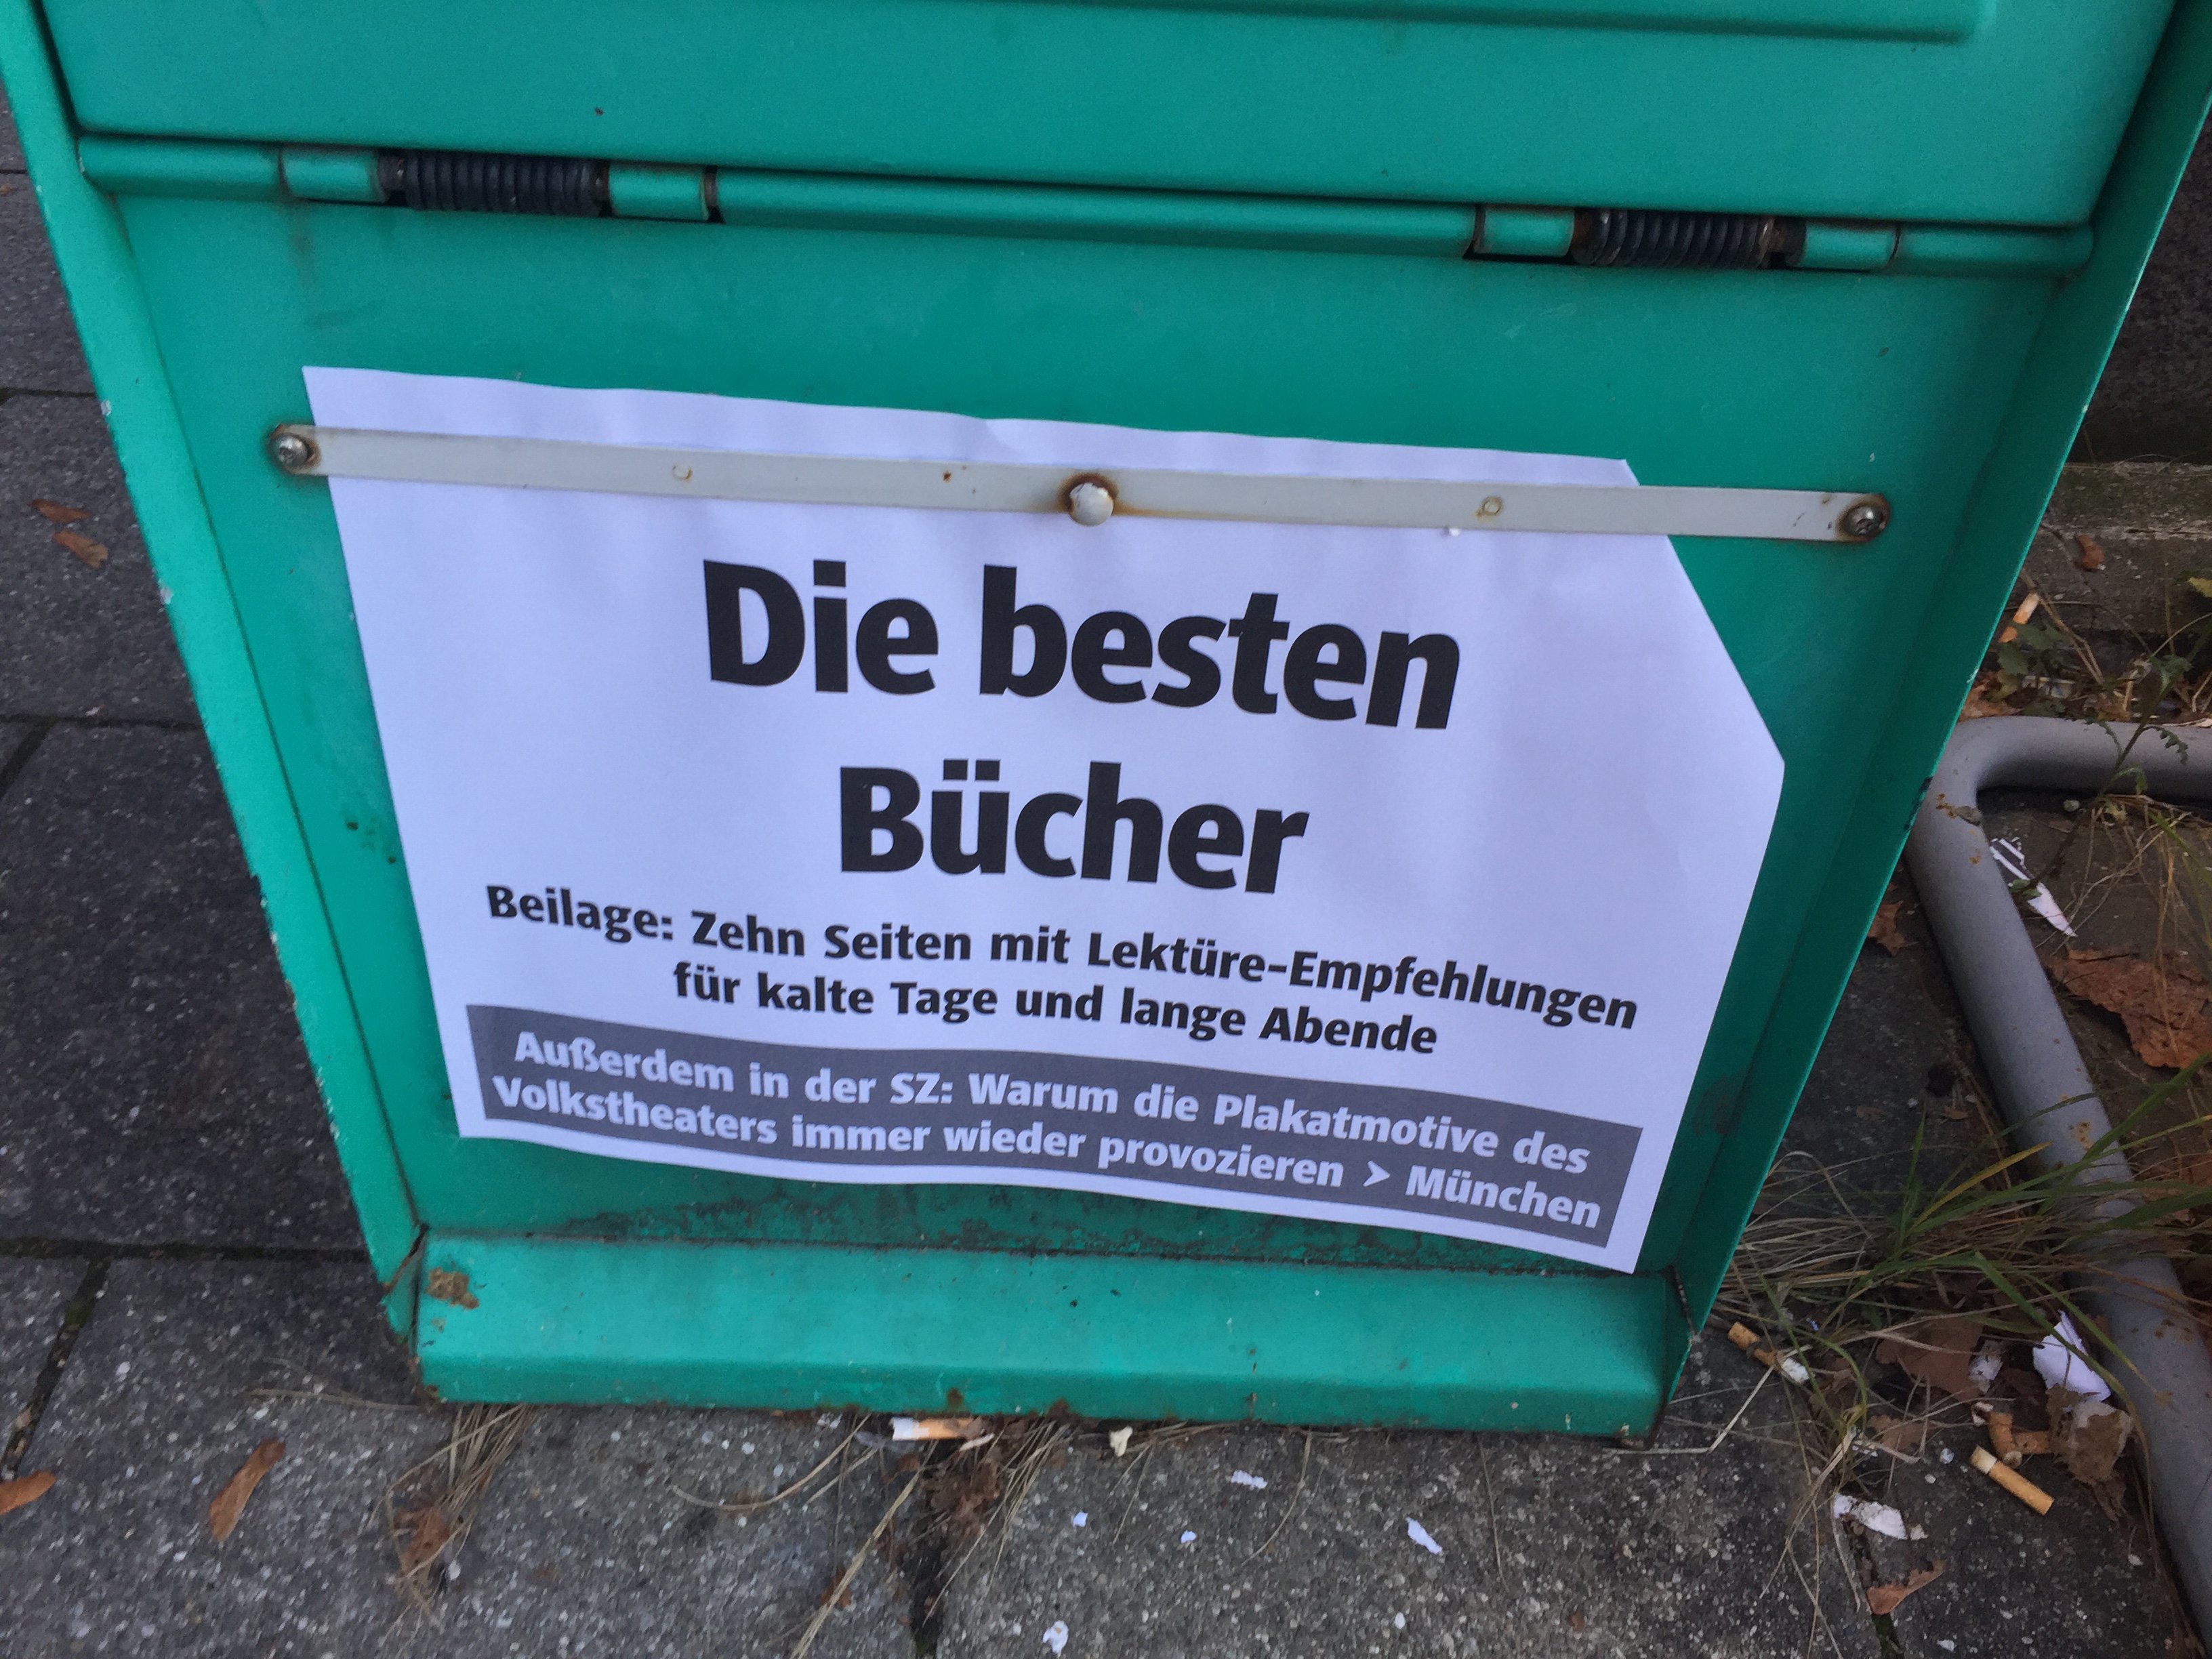 Die besten
Bücher
Beilage: Zehn Seiten mit Lektüre-Empfehlungen
für kalte Tage und lange Abende
Außerdem in der SZ: Warum die Plakatmotive des
Volkstheaters immer wieder provozieren > München